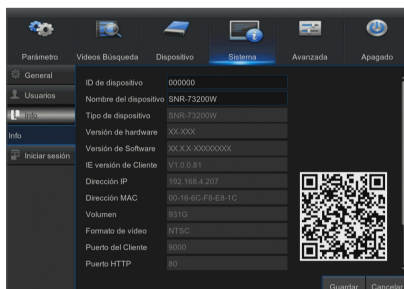 Parámetro Vídeos Búsqueda Dispositivo Sistema Avanzada Apagado
General
Usuarios
Info
Info
Iniciar sesión
ID de dispositivo 000000
Nombre del dispositivo SNR-73200W
Tipo de dispositivo SNR-73200W
Versión de hardware XX-XXX
Versión de Software XX.X.X-XXXXXXXX
IE versión de Cliente V1.0.0.81
Dirección IP 192.168.4.207
Dirección MAC 00-16-6C-F8-E8-1C
Volumen 931G
Formato de vídeo NTSC
Puerto del Cliente 9000
Puerto HTTP 80
Guardar Cancelar